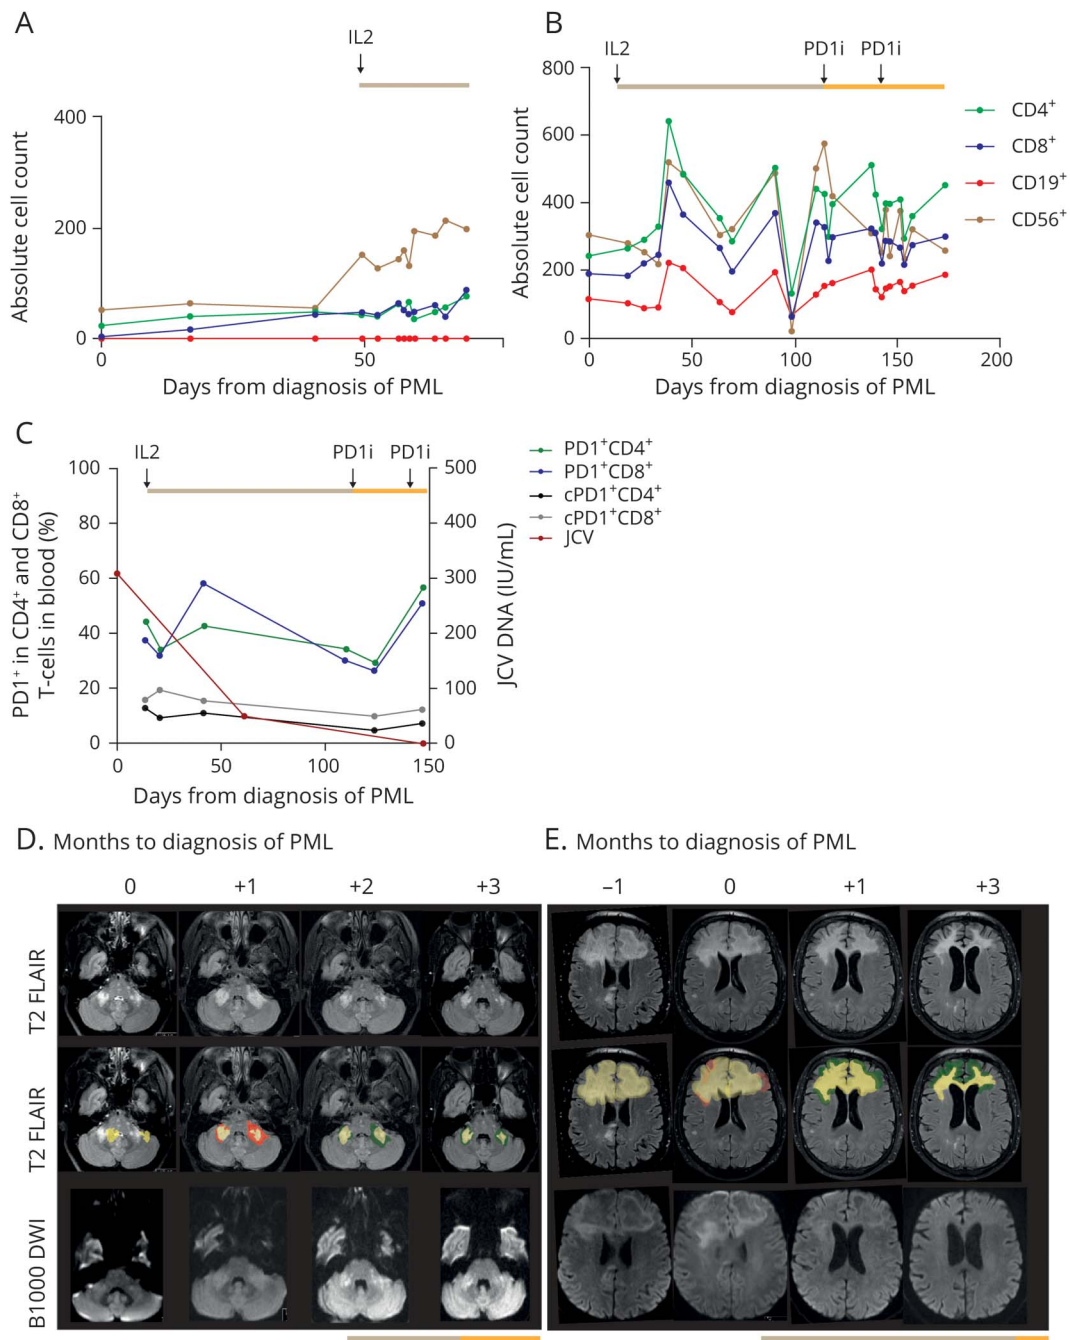 A
IL2
400
200
0
0
50
Absolute cell count
Days from diagnosis of PML
B
IL2
PD1i
PD1i
800
600
400
200
0
0
50
100
150
200
Absolute cell count
Days from diagnosis of PML
CD4+
CD8+
CD19+
CD56+
C
IL2
PD1i
PD1i
100
80
60
40
20
0
500
400
300
200
100
0
0
50
100
150
PD1+ in CD4+ and CD8+
T-cells in blood (%)
JCV DNA (IU/mL)
Days from diagnosis of PML
PD1+CD4+
PD1+CD8+
cPD1+CD4+
cPD1+CD8+
JCV
D. Months to diagnosis of PML
0
+1
+2
+3
T2 FLAIR
T2 FLAIR
B1000 DWI
E. Months to diagnosis of PML
–1
0
+1
+3